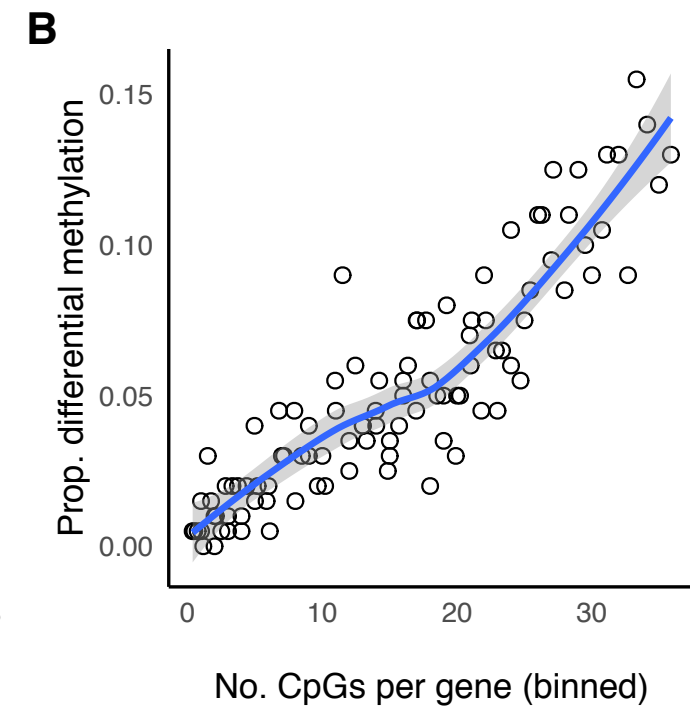 B
Prop. differential methylation
0.15
0.10
0.05
0.00
0 10 20 30
No. CpGs per gene (binned)